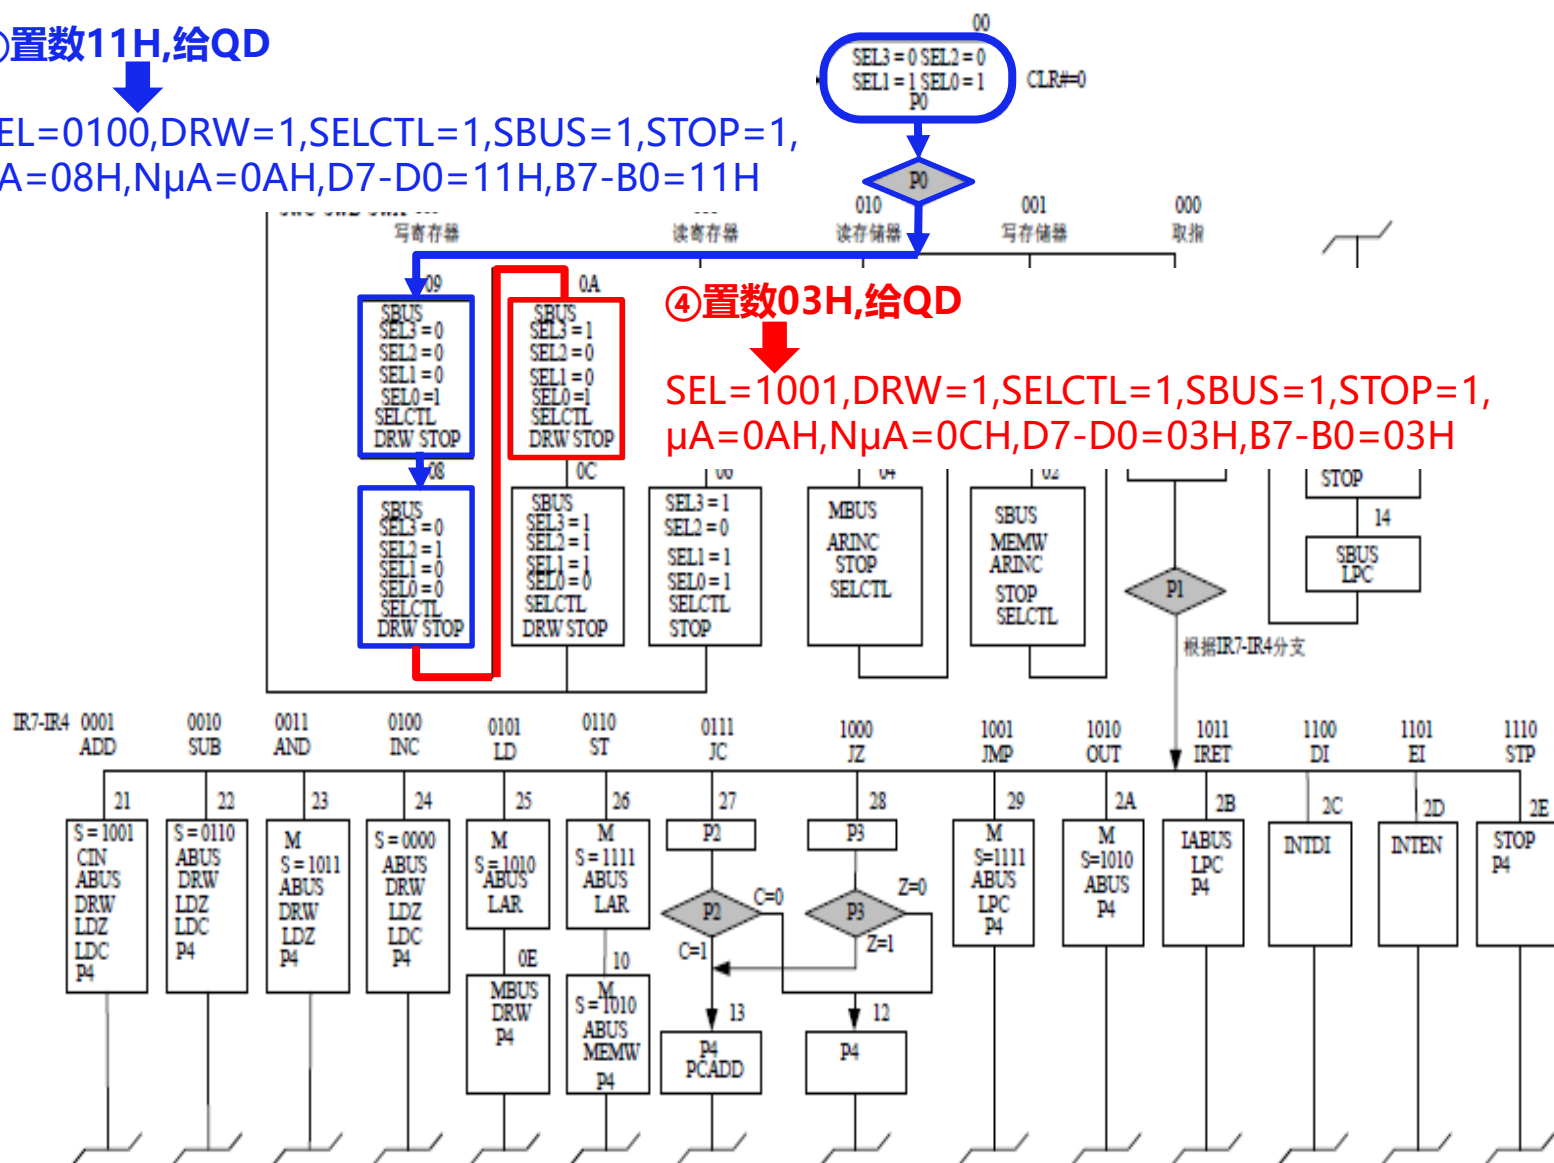 置数11H,给QD
EL=0100,DRW=1,SELCTL=1,SBUS=1,STOP=1,
A=08H,NμA=0AH,D7-D0=11H,B7-B0=11H
00
SEL3 = 0 SEL2 = 0
SEL1 = 1 SEL0 = 1
P0
CLR#=0
P0
010
001
000
写寄存器
读寄存器
读存储器
写存储器
取指
09
SBUS
SEL3 = 0
SEL2 = 0
SEL1 = 0
SEL0 =1
SELCTL
DRW STOP
0A
SBUS
SEL3 = 1
SEL2 = 0
SEL1 = 0
SEL0 =1
SELCTL
DRW STOP
④置数03H,给QD
SEL=1001,DRW=1,SELCTL=1,SBUS=1,STOP=1,
μA=0AH,NμA=0CH,D7-D0=03H,B7-B0=03H
08
SBUS
SEL3 = 0
SEL2 = 1
SEL1 = 0
SEL0 = 0
SELCTL
DRW STOP
0C
SBUS
SEL3 = 1
SEL2 = 1
SEL1 = 1
SEL0 = 0
SELCTL
DRW STOP
06
SEL3 = 1
SEL2 = 0
SEL1 = 1
SEL0 = 1
SELCTL
STOP
04
MBUS
ARINC
STOP
SELCTL
02
SBUS
MEMW
ARINC
STOP
SELCTL
P1
根据IR7-IR4分支
STOP
14
SBUS
LPC
IR7-IR4
0001
ADD
0010
SUB
0011
AND
0100
INC
0101
LD
0110
ST
0111
JC
1000
JZ
1001
JMP
1010
OUT
1011
IRET
1100
DI
1101
EI
1110
STP
21
S = 1001
CIN
ABUS
DRW
LDZ
LDC
P4
22
S = 0110
ABUS
DRW
LDZ
LDC
P4
23
M
S = 1011
ABUS
DRW
LDZ
P4
24
S = 0000
ABUS
DRW
LDZ
LDC
P4
25
M
S = 1010
ABUS
LAR
0E
MBUS
DRW
P4
26
M
S = 1111
ABUS
LAR
10
M
S = 1010
ABUS
MEMW
P4
27
P2
P2
C=0
C=1
13
P4
PCADD
28
P3
P3
Z=0
Z=1
12
P4
29
M
S=1111
ABUS
LPC
P4
2A
M
S=1010
ABUS
P4
2B
IABUS
LPC
P4
2C
INTDI
2D
INTEN
2E
STOP
P4